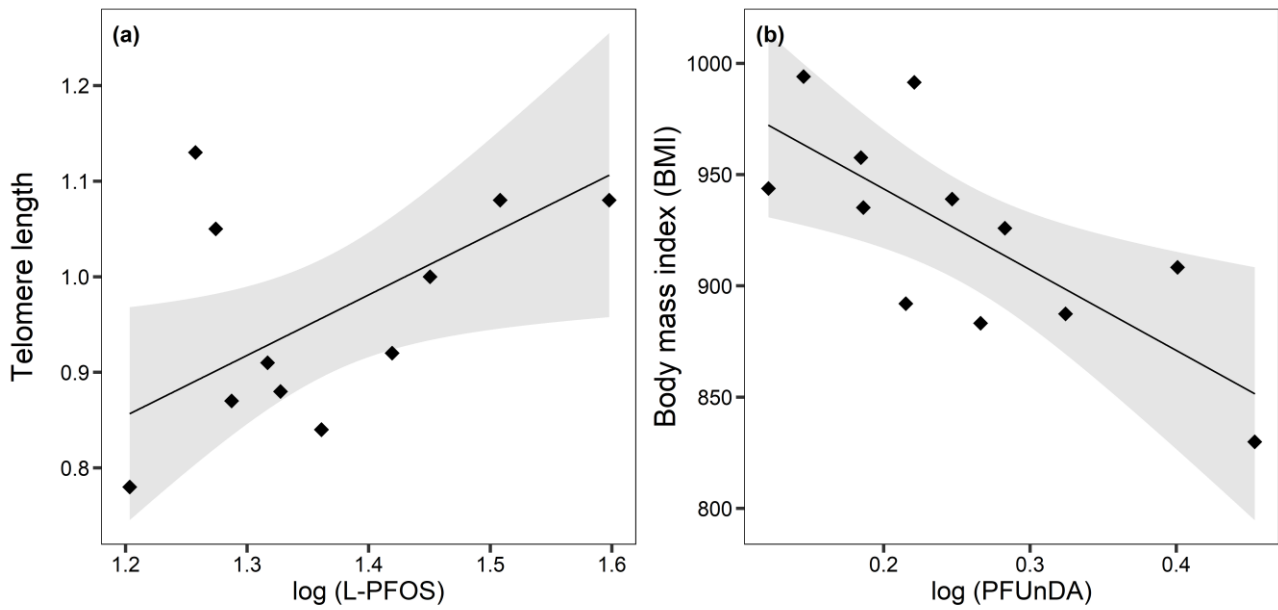 (a)
Telomere length
1.2
1.1
1.0
0.9
0.8
1.2 1.3 1.4 1.5 1.6
log (L-PFOS)
(b)
Body mass index (BMI)
1000
950
900
850
800
0.2 0.3 0.4
log (PFUnDA)